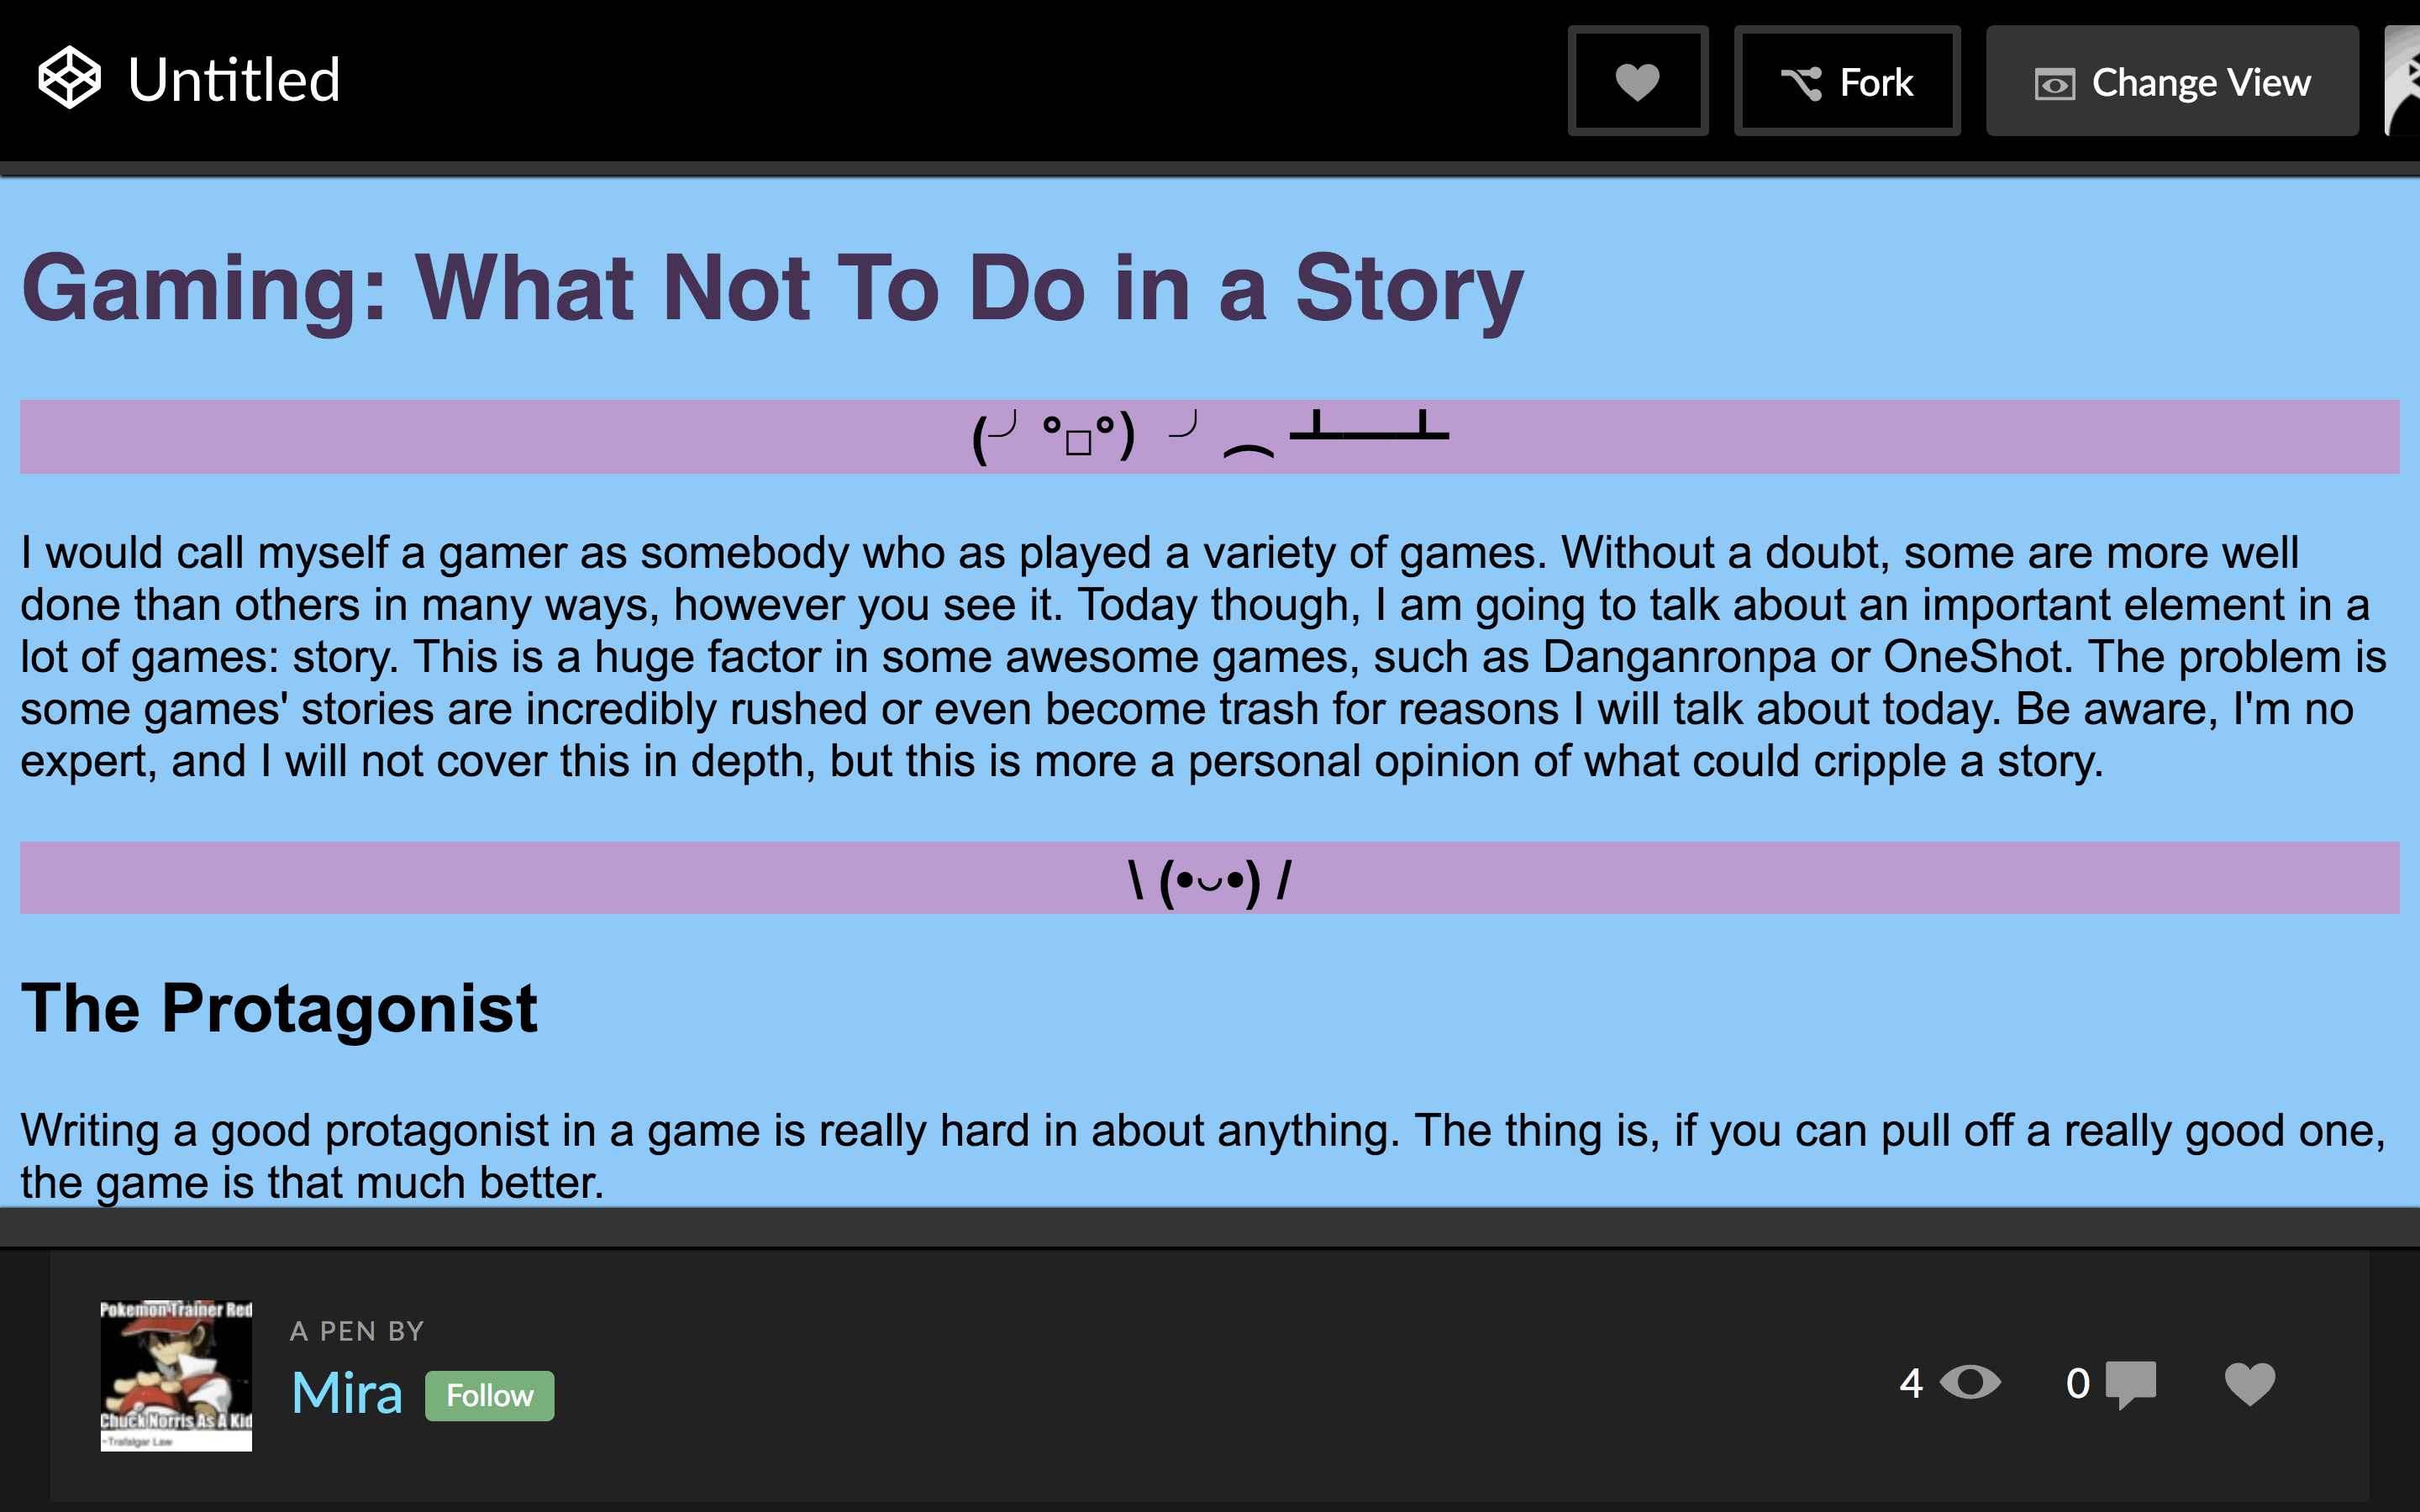 Untitled
Fork
Change View
Gaming: What Not To Do in a Story
(╯°□°) ╯︵ ┻━┻
I would call myself a gamer as somebody who as played a variety of games. Without a doubt, some are more well
done than others in many ways, however you see it. Today though, I am going to talk about an important element in a
lot of games: story. This is a huge factor in some awesome games, such as Danganronpa or OneShot. The problem is
some games' stories are incredibly rushed or even become trash for reasons I will talk about today. Be aware, I'm no
expert, and I will not cover this in depth, but this is more a personal opinion of what could cripple a story.
\ (•◡•) /
The Protagonist
Writing a good protagonist in a game is really hard in about anything. The thing is, if you can pull off a really good one,
the game is that much better.
Pokemon Trainer Red
Chuck Norris As A Kid
~Trafalgar Law
A PEN BY
Mira
Follow
4
0